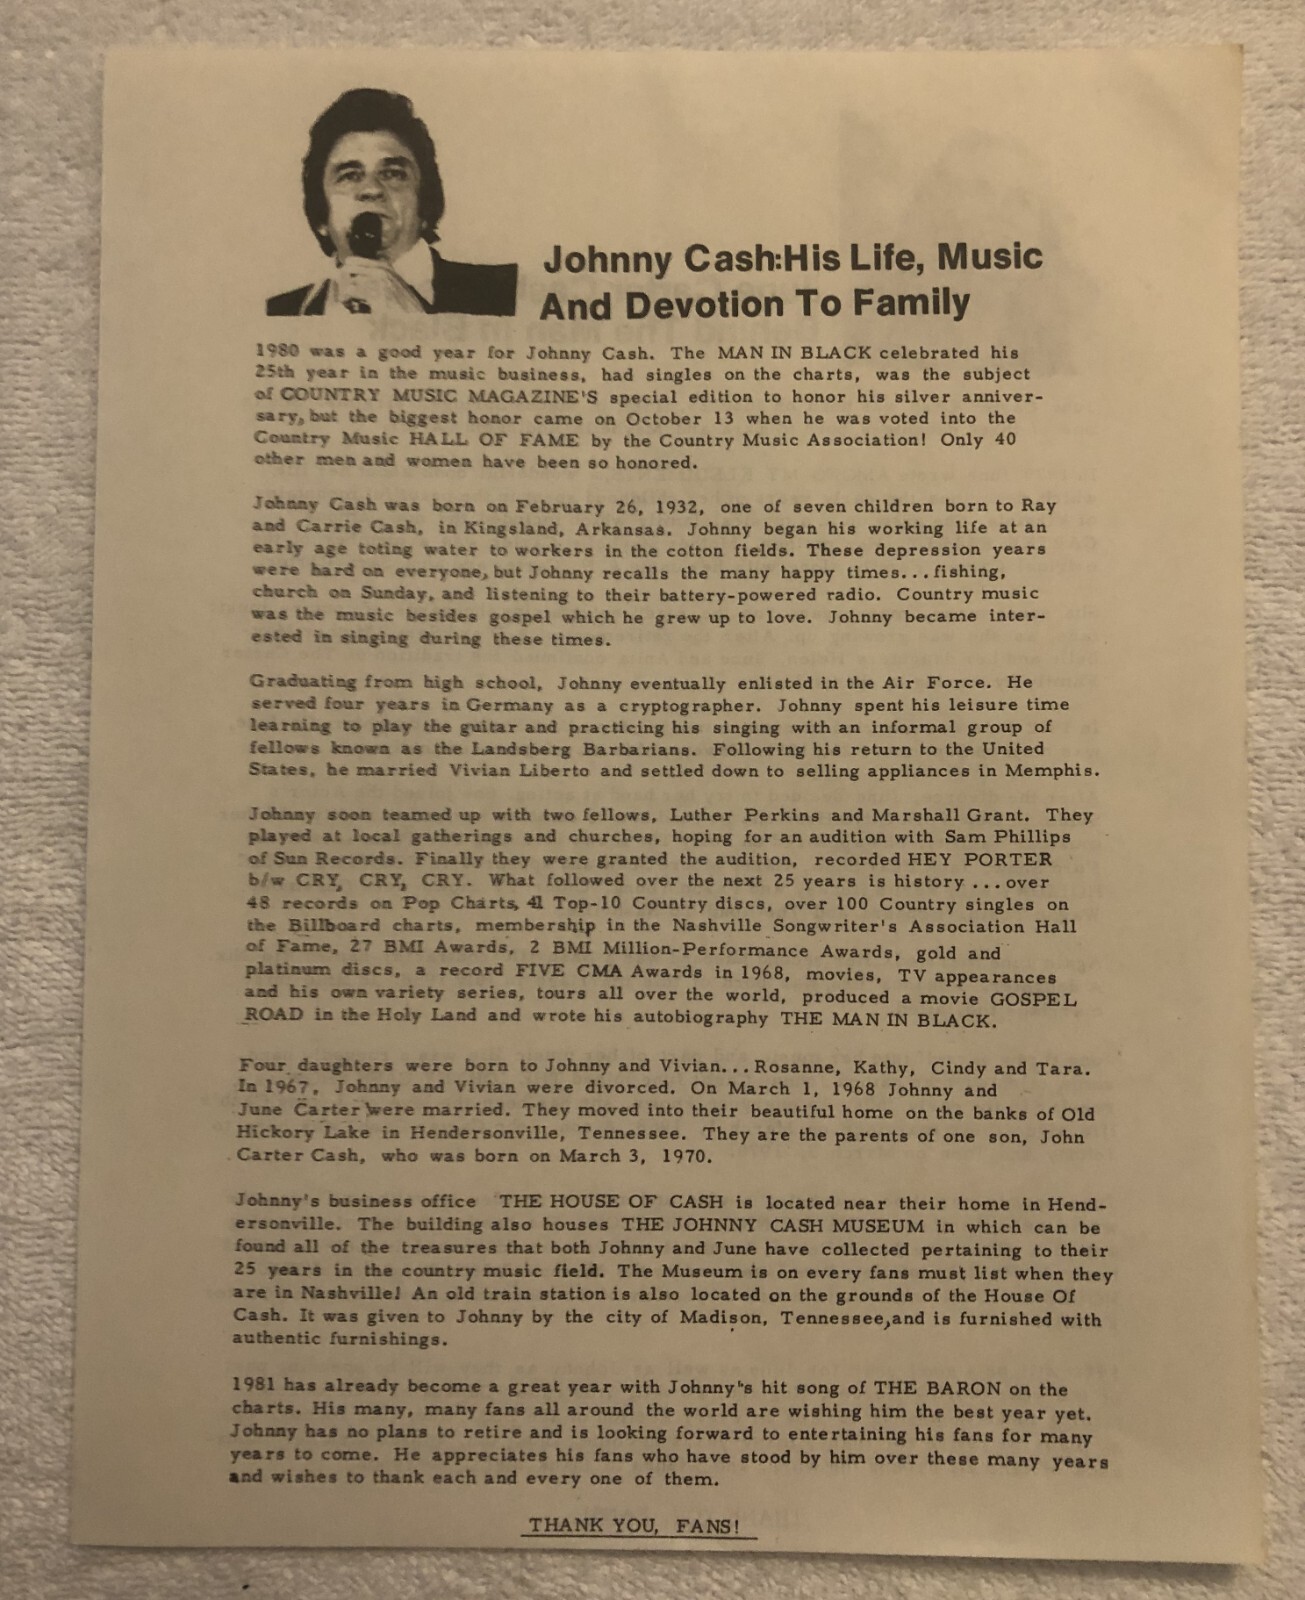 Johnny Cash:His Life, Music
And Devotion To Family
1980 was a good year for Johnny Cash. The MAN IN BLACK celebrated his
25th year in the music business, had singles on the charts, was the subject
of COUNTRY MUSIC MAGAZINE'S special edition to honor his silver anniver-
sary, but the biggest honor came on October 13 when he was voted into the
Country Music HALL OF FAME by the Country Music Association! Only 40
other men and women have been so honored.
Johnny Cash was born on February 26, 1932, one of seven children born to Ray
and Carrie Cash, in Kingsland, Arkansas. Johnny began his working life at an
early age toting water to workers in the cotton fields. These depression years
were hard on everyone, but Johnny recalls the many happy times...fishing,
church on Sunday, and listening to their battery-powered radio. Country music
was the music besides gospel which he grew up to love. Johnny became inter-
ested in singing during these times.
Graduating from high school, Johnny eventually enlisted in the Air Force. He
served four years in Germany as a cryptographer. Johnny spent his leisure time
learning to play the guitar and practicing his singing with an informal group of
fellows known as the Landsberg Barbarians. Following his return to the United
States, he married Vivian Liberto and settled down to selling appliances in Memphis.
Johnny soon teamed up with two fellows, Luther Perkins and Marshall Grant. They
played at local gatherings and churches, hoping for an audition with Sam Phillips
of Sun Records. Finally they were granted the audition, recorded HEY PORTER
b/w CRY, CRY, CRY. What followed over the next 25 years is history ...over
48 records on Pop Charts, 41 Top-10 Country discs, over 100 Country singles on
the Billboard charts, membership in the Nashville Songwriter's Association Hall
of Fame, 27 BMI Awards, 2 BMI Million-Performance Awards, gold and
platinum discs, a record FIVE CMA Awards in 1968, movies, TV appearances
and his own variety series, tours all over the world, produced a movie GOSPEL
ROAD in the Holy Land and wrote his autobiography THE MAN IN BLACK.
Four daughters were born to Johnny and Vivian...Rosanne, Kathy, Cindy and Tara.
In 1967, Johnny and Vivian were divorced. On March 1, 1968 Johnny and
June Carter were married. They moved into their beautiful home on the banks of Old
Hickory Lake in Hendersonville, Tennessee. They are the parents of one son, John
Carter Cash, who was born on March 3, 1970.
Johnny's business office THE HOUSE OF CASH is located near their home in Hend-
ersonville. The building also houses THE JOHNNY CASH MUSEUM in which can be
found all of the treasures that both Johnny and June have collected pertaining to their
25 years in the country music field. The Museum is on every fans must list when they
are in Nashville! An old train station is also located on the grounds of the House Of
Cash. It was given to Johnny by the city of Madison, Tennessee,and is furnished with
authentic furnishings.
1981 has already become a great year with Johnny's hit song of THE BARON on the
charts. His many, many fans all around the world are wishing him the best year yet.
Johnny has no plans to retire and is looking forward to entertaining his fans for many
years to come. He appreciates his fans who have stood by him over these many years
and wishes to thank each and every one of them.
THANK YOU, FANS!